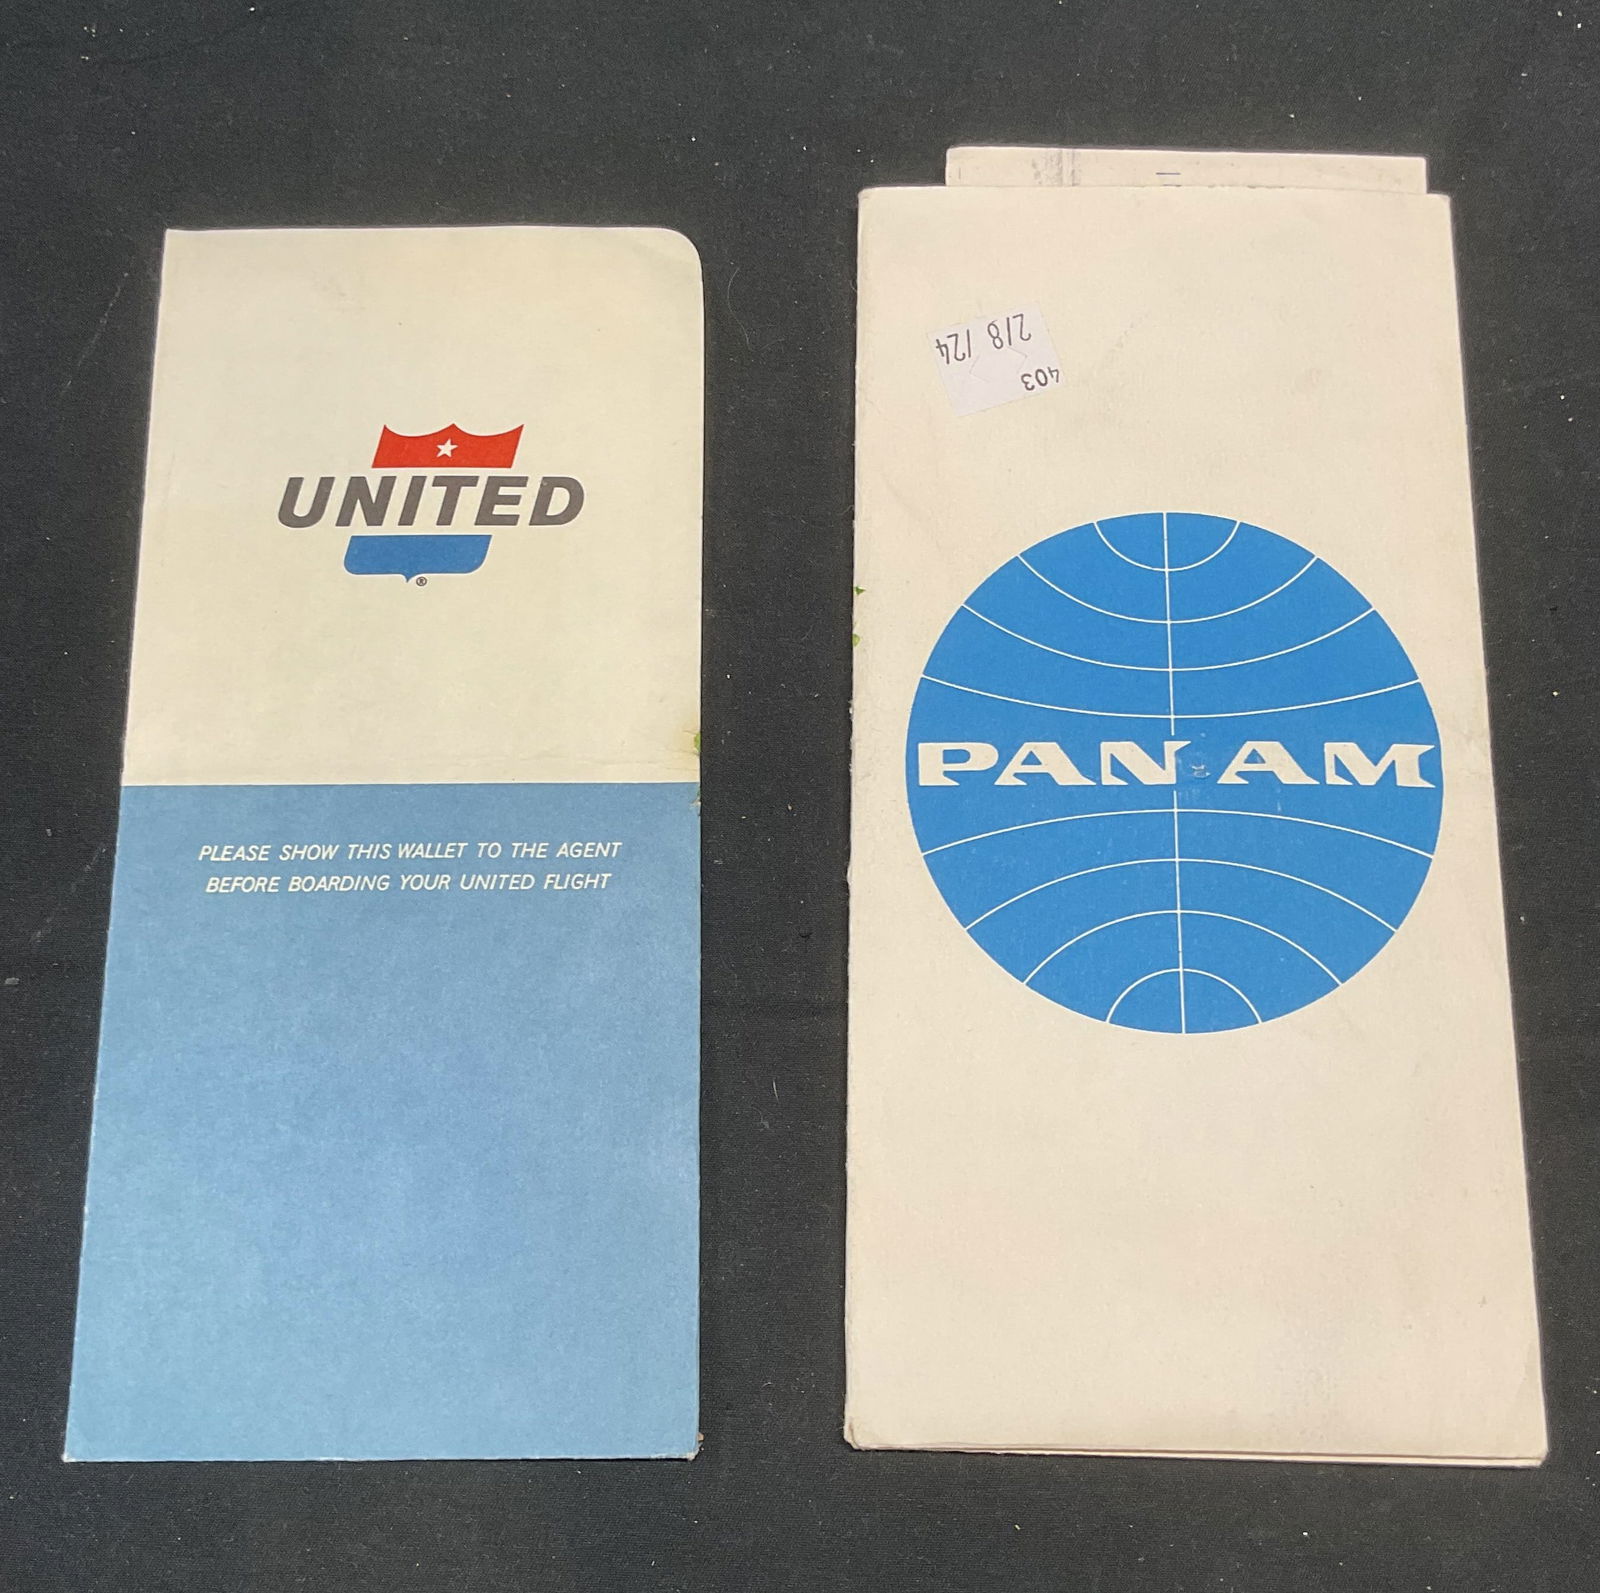 UNITED
®
PLEASE SHOW THIS WALLET TO THE AGENT
BEFORE BOARDING YOUR UNITED FLIGHT
403
2/8/24
PAN AM